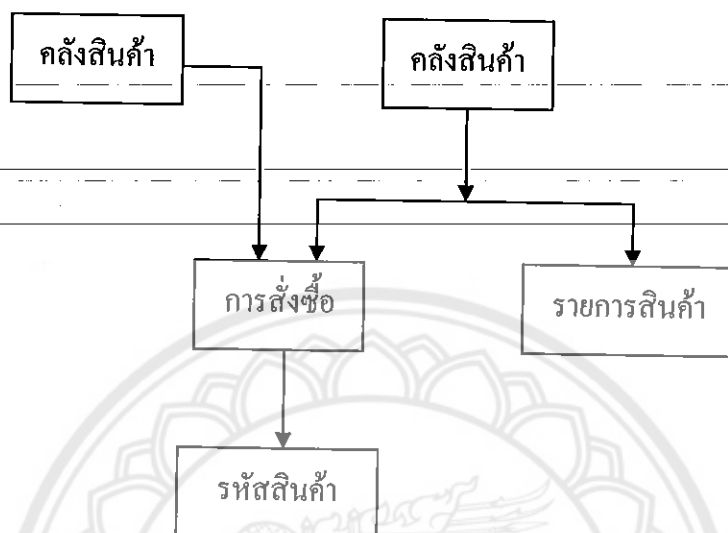 คลังสินค้า
คลังสินค้า
การสั่งซื้อ
รายการสินค้า
รหัสสินค้า